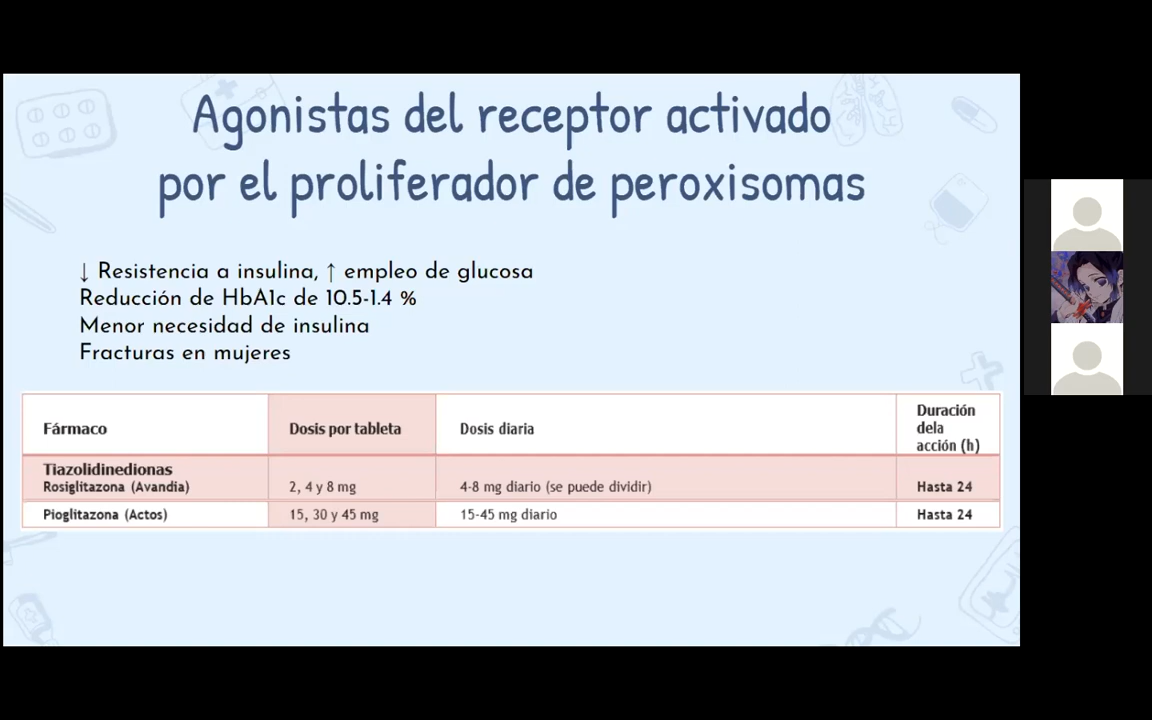 Agonistas del receptor activado
por el proliferador de peroxisomas
↓ Resistencia a insulina, ↑ empleo de glucosa
Reducción de HbA1c de 10.5-1.4 %
Menor necesidad de insulina
Fracturas en mujeres
Fármaco
Dosis por tableta
Dosis diaria
Duración
dela
acción (h)
Tiazolidinedionas
Rosiglitazona (Avandia)
2, 4 y 8 mg
4-8 mg diario (se puede dividir)
Hasta 24
Pioglitazona (Actos)
15, 30 y 45 mg
15-45 mg diario
Hasta 24